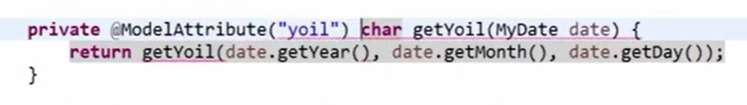 private @ModelAttribute("yoil") char getYoil(MyDate date) {
return getYoil(date.getYear(), date.getMonth(), date.getDay());
}